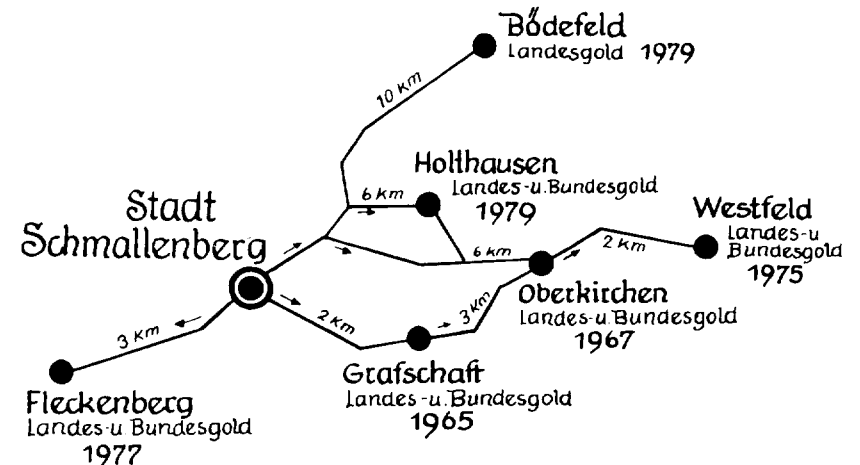 Bödefeld
Landesgold 1979
10 km
Holthausen
Landes-u.Bundesgold
1979
6 km
Stadt
Schmallenberg
Westfeld
Landes-u
Bundesgold
1975
6 km
2 km
Oberkirchen
Landes-u.Bundesgold
1967
3 km
2 km
3 km
Grafschaft
Landes-u.Bundesgold
1965
Fleckenberg
Landes-u Bundesgold
1977